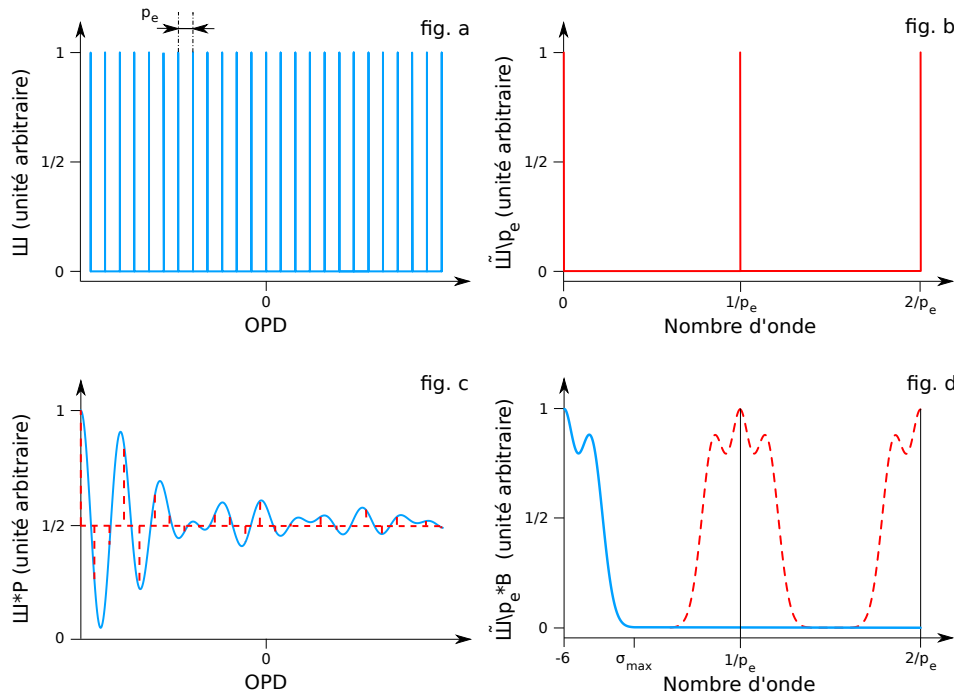 p_e
fig. a
1
1/2
0
Ш (unité arbitraire)
0
OPD
fig. b
1
1/2
0
Ш̃\p_e (unité arbitraire)
0
1/p_e
2/p_e
Nombre d'onde
fig. c
1
1/2
0
Ш*P (unité arbitraire)
0
OPD
fig. d
1
1/2
0
Ш̃\p_e*B (unité arbitraire)
-6
σ_max
1/p_e
2/p_e
Nombre d'onde